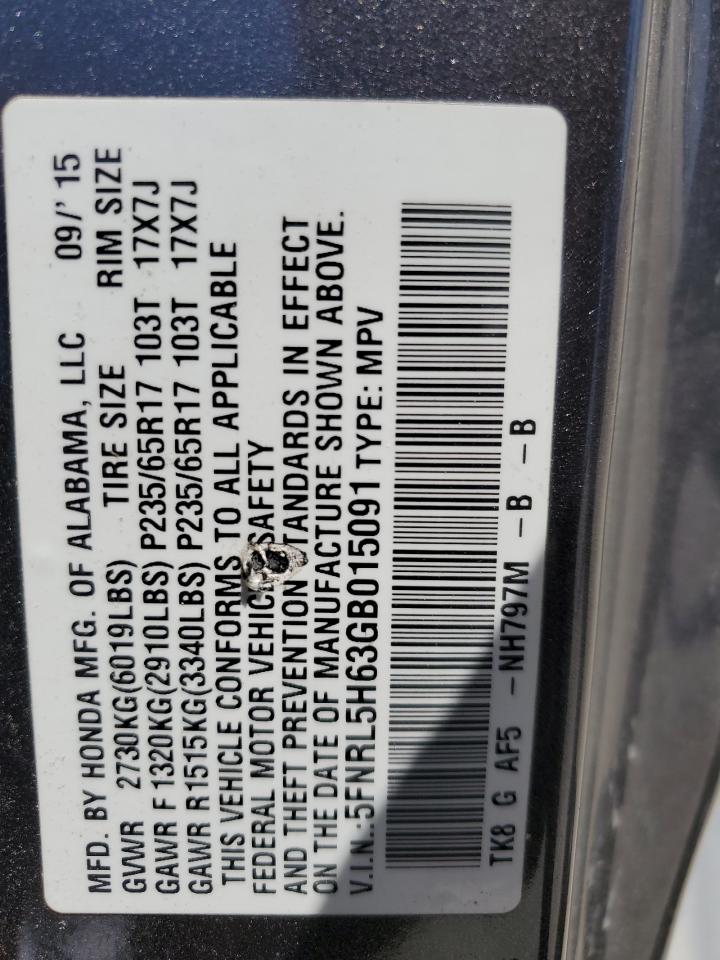 MFD. BY HONDA MFG. OF ALABAMA, LLC 09/' 15
GVWR 2730KG(6019LBS) TIRE SIZE RIM SIZE
GAWR F 1320KG(2910LBS) P235/65R17 103T 17X7J
GAWR R1515KG(3340LBS) P235/65R17 103T 17X7J
THIS VEHICLE CONFORMS TO ALL APPLICABLE
FEDERAL MOTOR VEHICLE SAFETY
AND THEFT PREVENTION STANDARDS IN EFFECT
ON THE DATE OF MANUFACTURE SHOWN ABOVE.
V.I.N.:5FNRL5H63GB015091 TYPE: MPV
TK8 G AF5 -NH797M -B -B